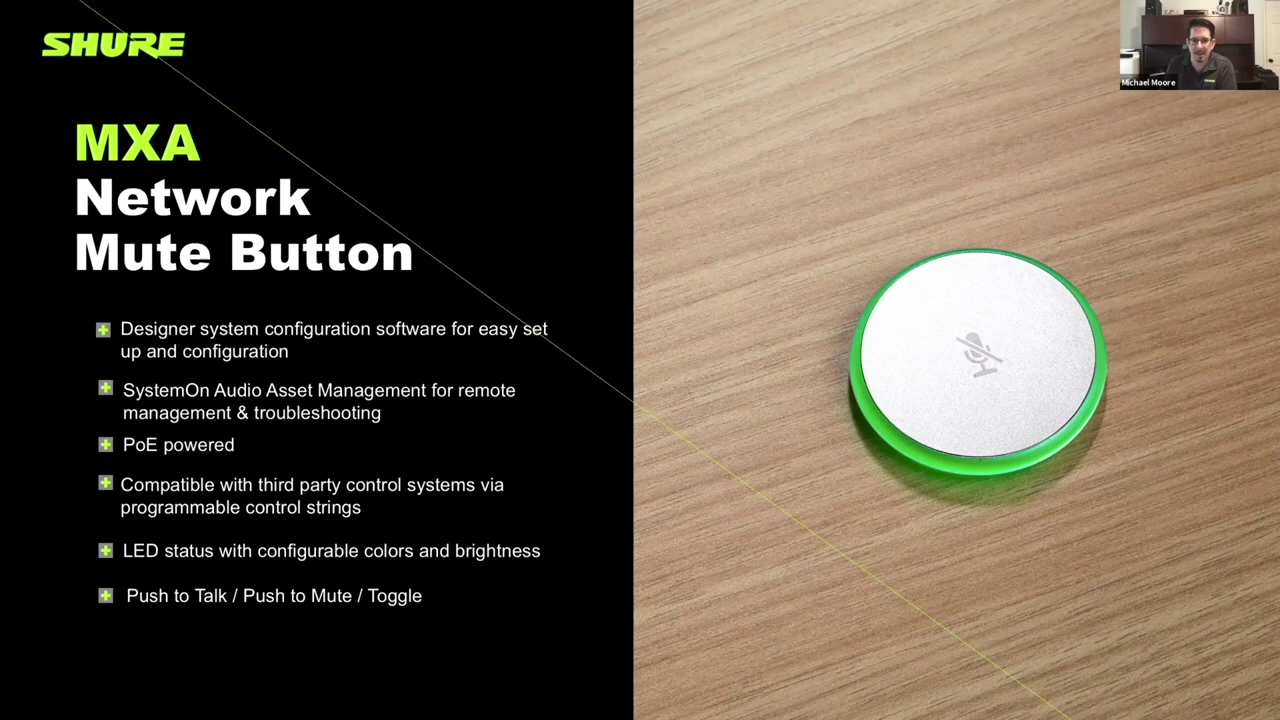 SHURE
MXA
Network
Mute Button
Designer system configuration software for easy set
up and configuration
SystemOn Audio Asset Management for remote
management & troubleshooting
PoE powered
Compatible with third party control systems via
programmable control strings
LED status with configurable colors and brightness
Push to Talk / Push to Mute / Toggle
Michael Moore